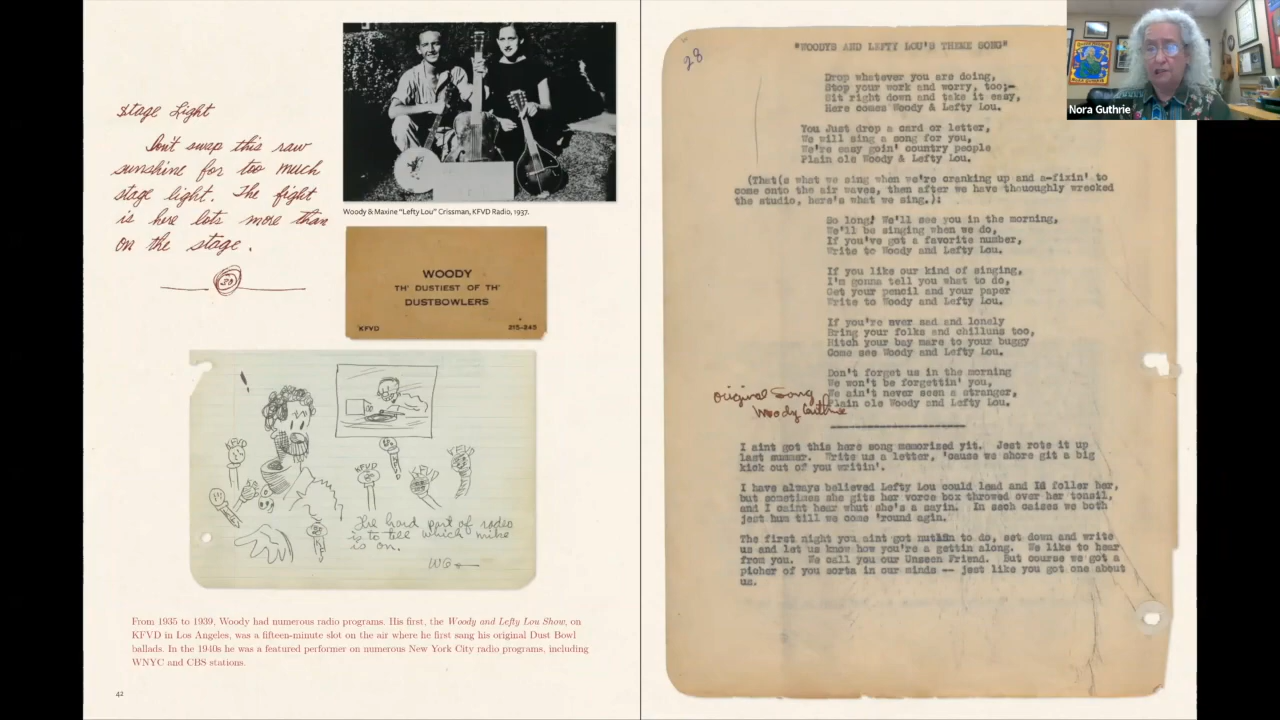 Stage Light
Don't swap this raw
sunshine for too much
stage light. The fight
is here lots more than
on the stage.
20
Woody & Maxine "Lefty Lou" Crissman, KFVD Radio, 1937.
WOODY
TH' DUSTIEST OF TH'
DUSTBOWLERS
KFVD
215-243
KFVD
KFVD
KFVD
The hard part of radeo
is to tell which mike
is on.
WG
From 1935 to 1939, Woody had numerous radio programs. His first, the Woody and Lefty Lou Show, on
KFVD in Los Angeles, was a fifteen-minute slot on the air where he first sang his original Dust Bowl
ballads. In the 1940s he was a featured performer on numerous New York City radio programs, including
WNYC and CBS stations.
42
28
"WOODYS AND LEFTY LOU'S THEME SONG"
Drop whatever you are doing,
Stop your work and worry, too;-
Sit right down and take it easy,
Here comes Woody & Lefty Lou.
You Just drop a card or letter,
We will sing a song for you,
We're easy goin' country people
Plain ole Woody & Lefty Lou.
(That(s what we sing when we're cranking up and a-fixin' to
come onto the air waves, then after we have thououghly wrecked
the studio, here's what we sing.):
So long! We'll see you in the morning,
We'll be singing when we do,
If you've got a favorite number,
Write to Woody and Lefty Lou.
If you like our kind of singing,
I'm gonna tell you what to do,
Get your pencil and your paper
Write to Woody and Lefty Lou.
If you're ever sad and lonely
Bring your folks and chilluns too,
Hitch your bay mare to your buggy
Come see Woody and Lefty Lou.
Don't forget us in the morning
We won't be forgettin' you,
We ain't never seen a stranger,
Plain ole Woody and Lefty Lou.
Original Song
Woody Guthrie
I aint got this here song memorised yit. Jest rote it up
last summer. Write us a letter, 'cause we shore git a big
kick out of you writin'.
I have always believed Lefty Lou could lead and Id foller her,
but sometimes she gits her vorce box throwed over her tonsil,
and I caint hear whut she's a sayin. In sech caises we both
jest hum till we come 'round agin.
The first night you aint got nuthin to do, set down and write
us and let us know how you're a gettin along. We like to hear
from you. We call you our Unseen Friend. But course we got a
picher of you sorta in our minds -- jest like you got one about
us.
Nora Guthrie